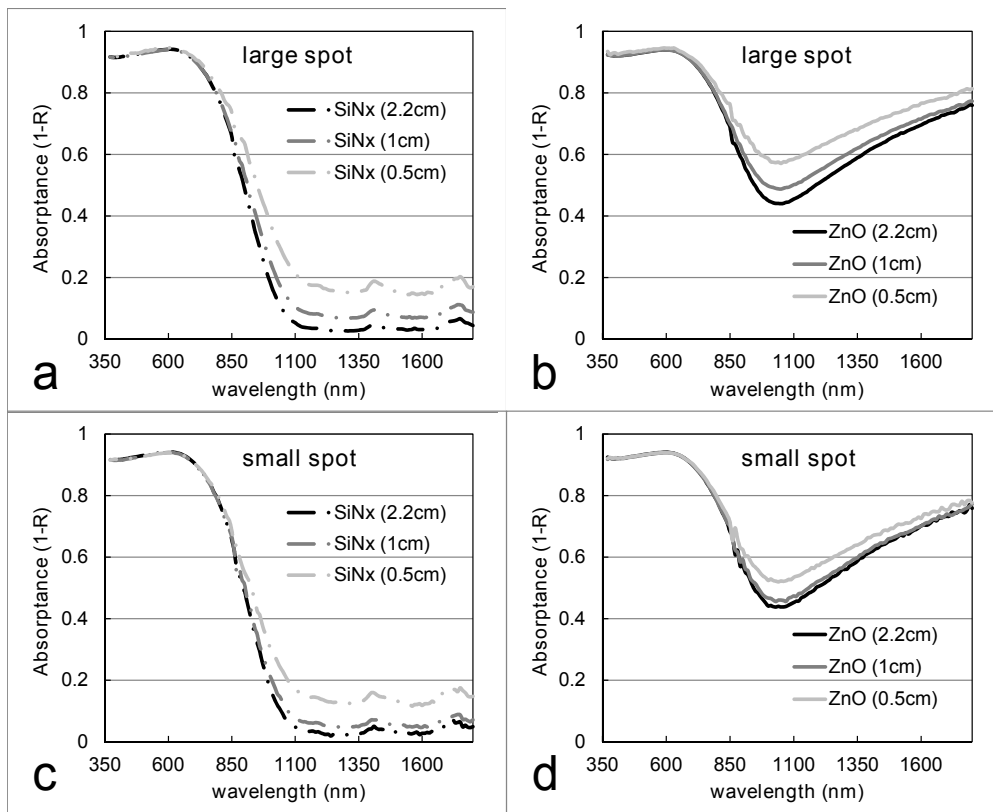 large spot
SiNx (2.2cm)
SiNx (1cm)
SiNx (0.5cm)
Absorptance (1-R)
1
0.8
0.6
0.4
0.2
0
350 600 850 1100 1350 1600
wavelength (nm)
a
large spot
ZnO (2.2cm)
ZnO (1cm)
ZnO (0.5cm)
Absorptance (1-R)
1
0.8
0.6
0.4
0.2
0
350 600 850 1100 1350 1600
wavelength (nm)
b
small spot
SiNx (2.2cm)
SiNx (1cm)
SiNx (0.5cm)
Absorptance (1-R)
1
0.8
0.6
0.4
0.2
0
350 600 850 1100 1350 1600
wavelength (nm)
c
small spot
ZnO (2.2cm)
ZnO (1cm)
ZnO (0.5cm)
Absorptance (1-R)
1
0.8
0.6
0.4
0.2
0
350 600 850 1100 1350 1600
wavelength (nm)
d